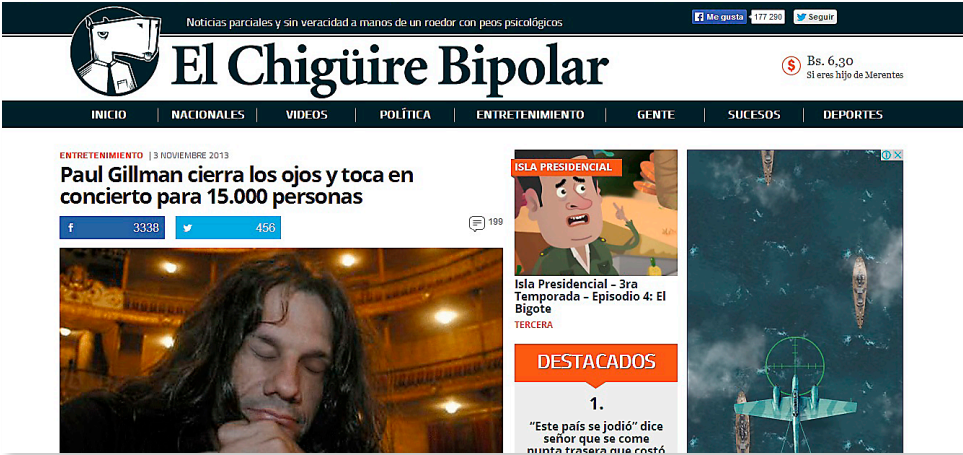 Noticias parciales y sin veracidad a manos de un roedor con peos psicológicos
Me gusta 177 290 Seguir
El Chigüire Bipolar
$ Bs. 6,30
Si eres hijo de Merentes
INICIO NACIONALES VIDEOS POLÍTICA ENTRETENIMIENTO GENTE SUCESOS DEPORTES
ENTRETENIMIENTO | 3 NOVIEMBRE 2013
Paul Gillman cierra los ojos y toca en
concierto para 15.000 personas
3338 456 199
ISLA PRESIDENCIAL
Isla Presidencial – 3ra
Temporada – Episodio 4: El
Bigote
TERCERA
DESTACADOS
1.
“Este país se jodió” dice
señor que se come
punta trasera que costó